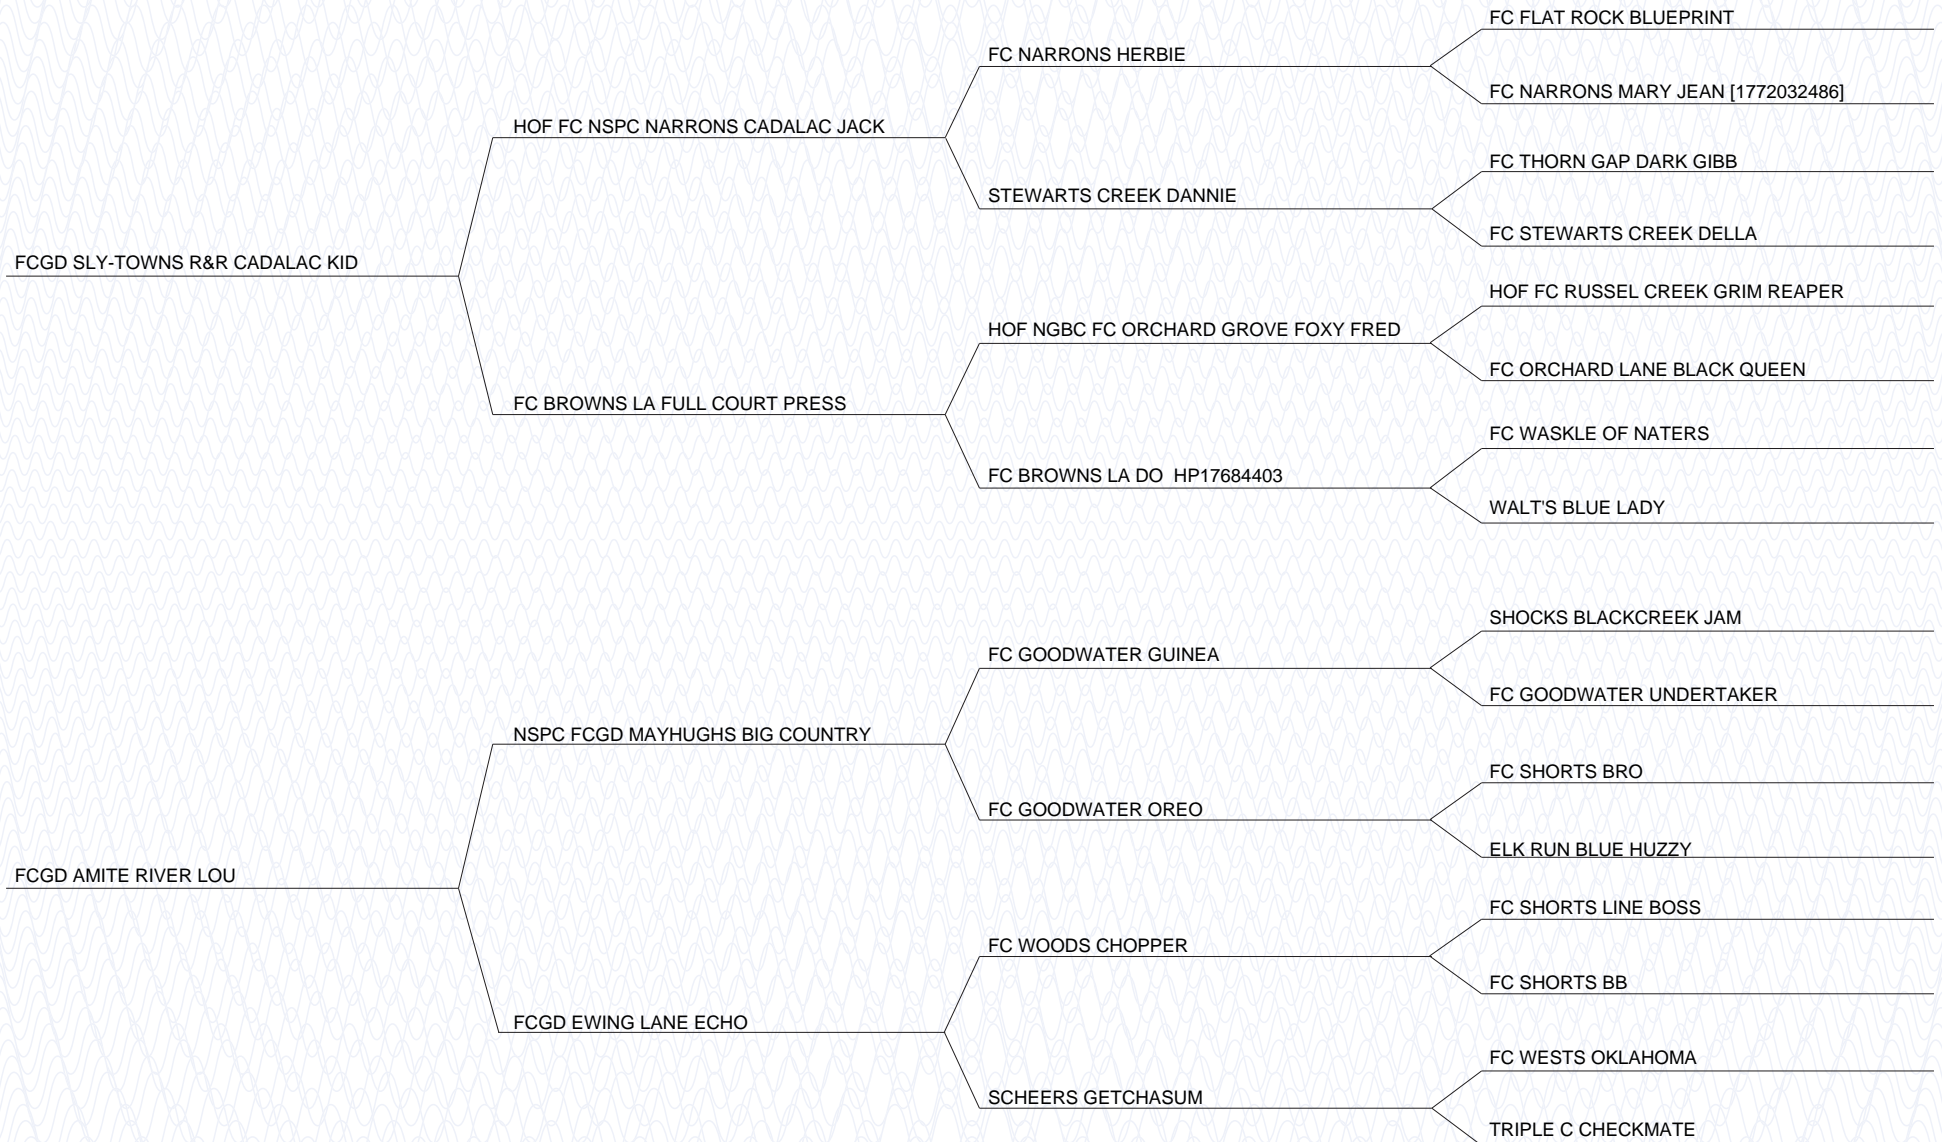 FC FLAT ROCK BLUEPRINT
FC NARRONS HERBIE
FC NARRONS MARY JEAN [1772032486]
HOF FC NSPC NARRONS CADALAC JACK
FC THORN GAP DARK GIBB
STEWARTS CREEK DANNIE
FC STEWARTS CREEK DELLA
FCGD SLY-TOWNS R&R CADALAC KID
HOF FC RUSSEL CREEK GRIM REAPER
HOF NGBC FC ORCHARD GROVE FOXY FRED
FC ORCHARD LANE BLACK QUEEN
FC BROWNS LA FULL COURT PRESS
FC WASKLE OF NATERS
FC BROWNS LA DO  HP17684403
WALT'S BLUE LADY
SHOCKS BLACKCREEK JAM
FC GOODWATER GUINEA
FC GOODWATER UNDERTAKER
NSPC FCGD MAYHUGHS BIG COUNTRY
FC SHORTS BRO
FC GOODWATER OREO
ELK RUN BLUE HUZZY
FCGD AMITE RIVER LOU
FC SHORTS LINE BOSS
FC WOODS CHOPPER
FC SHORTS BB
FCGD EWING LANE ECHO
FC WESTS OKLAHOMA
SCHEERS GETCHASUM
TRIPLE C CHECKMATE